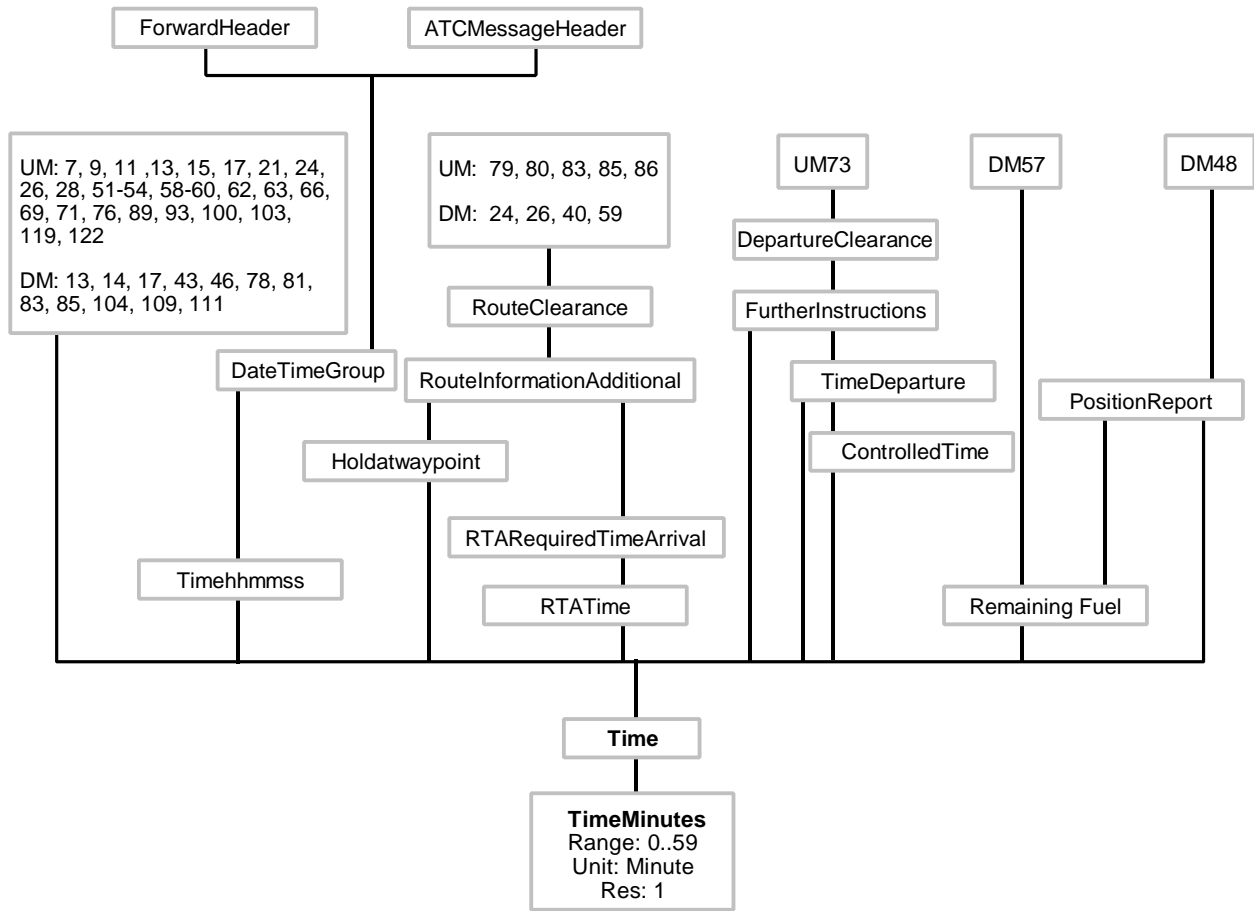 ForwardHeader
ATCMessageHeader
UM: 7, 9, 11 ,13, 15, 17, 21, 24,
26, 28, 51-54, 58-60, 62, 63, 66,
69, 71, 76, 89, 93, 100, 103,
119, 122
DM: 13, 14, 17, 43, 46, 78, 81,
83, 85, 104, 109, 111
UM: 79, 80, 83, 85, 86
DM: 24, 26, 40, 59
UM73
DM57
DM48
DepartureClearance
RouteClearance
FurtherInstructions
DateTimeGroup
RouteInformationAdditional
TimeDeparture
PositionReport
Holdatwaypoint
ControlledTime
RTARequiredTimeArrival
Timehhmmss
RTATime
Remaining Fuel
Time
TimeMinutes
Range: 0..59
Unit: Minute
Res: 1